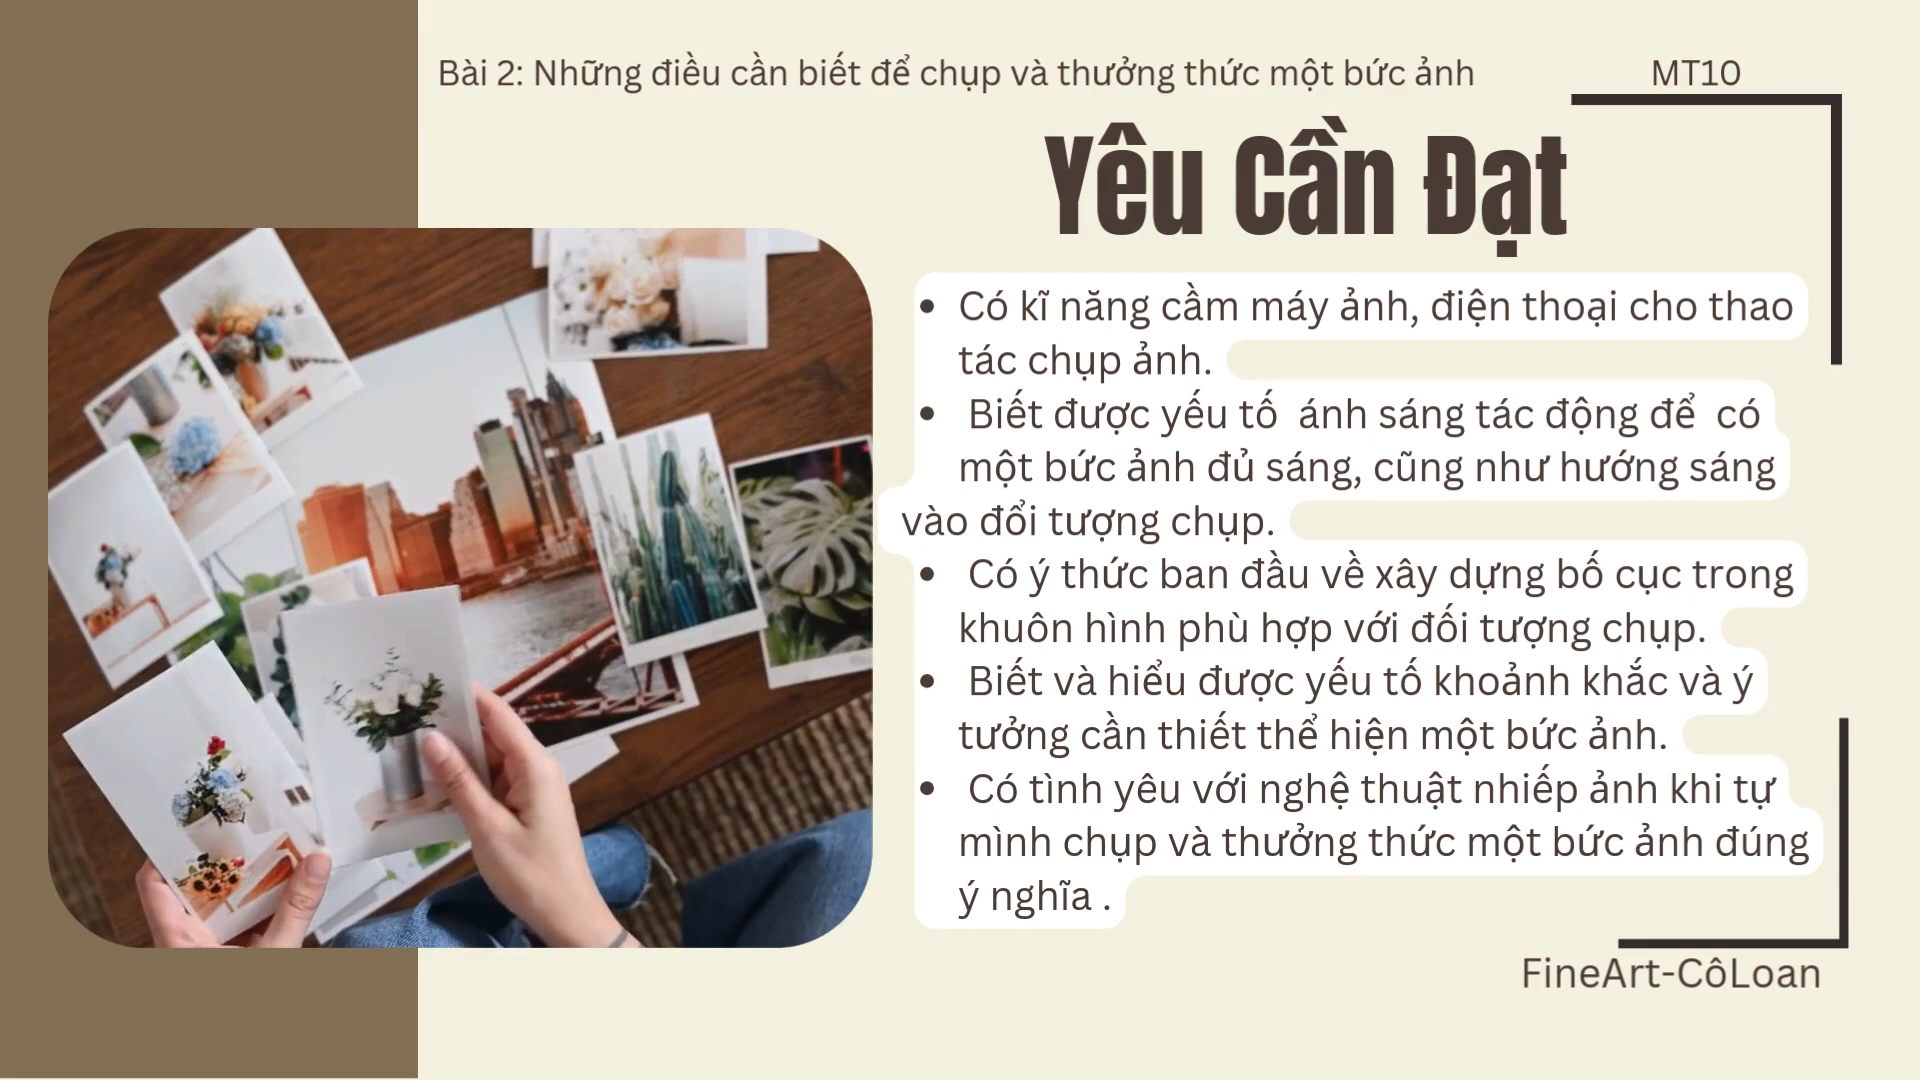 Bài 2: Những điều cần biết để chụp và thưởng thức một bức ảnh
MT10
Yêu Cần Đạt
• Có kĩ năng cầm máy ảnh, điện thoại cho thao
tác chụp ảnh.
• Biết được yếu tố ánh sáng tác động để có
một bức ảnh đủ sáng, cũng như hướng sáng
vào đổi tượng chụp.
• Có ý thức ban đầu về xây dựng bố cục trong
khuôn hình phù hợp với đối tượng chụp.
• Biết và hiểu được yếu tố khoảnh khắc và ý
tưởng cần thiết thể hiện một bức ảnh.
• Có tình yêu với nghệ thuật nhiếp ảnh khi tự
mình chụp và thưởng thức một bức ảnh đúng
ý nghĩa .
FineArt-CôLoan